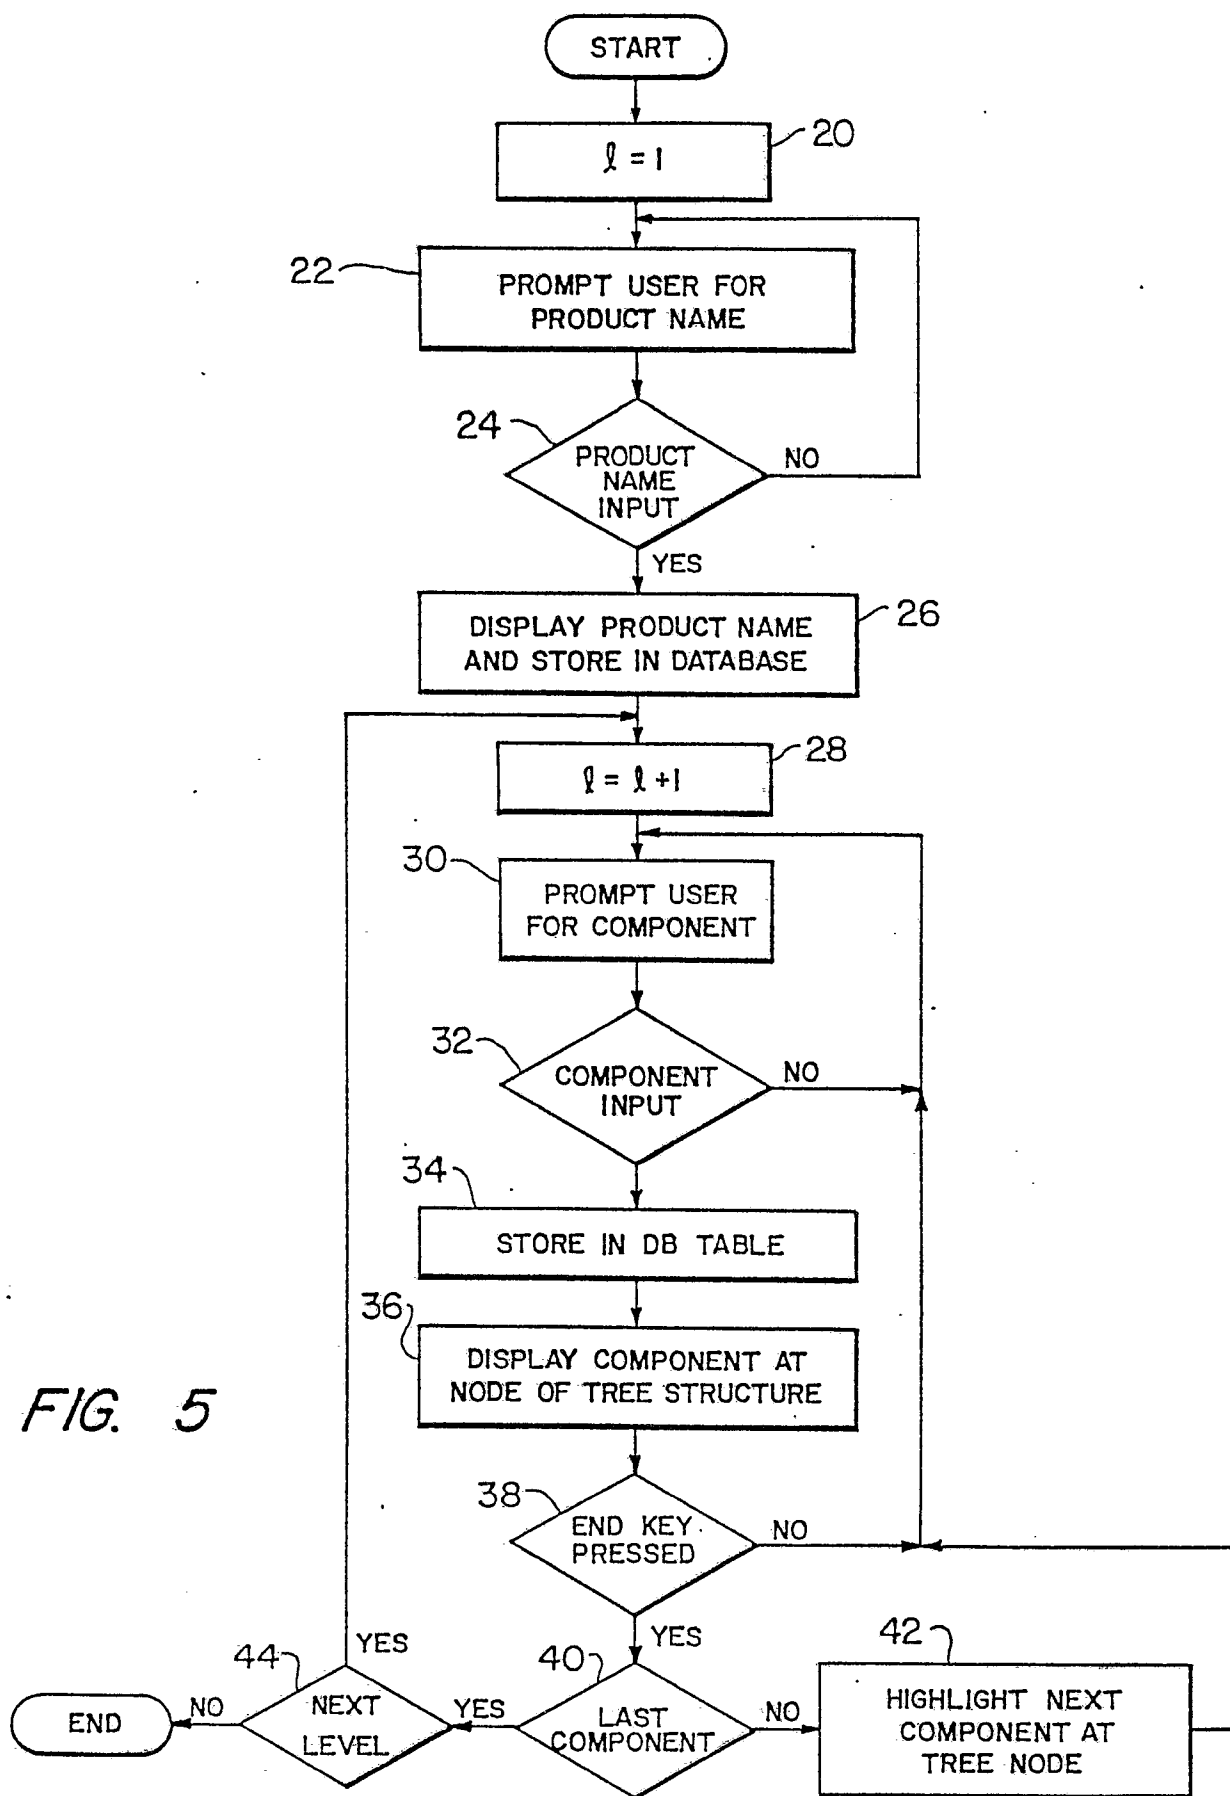 START
20
ℓ = 1
22
PROMPT USER FOR
PRODUCT NAME
24
PRODUCT
NAME
INPUT
NO
YES
26
DISPLAY PRODUCT NAME
AND STORE IN DATABASE
28
ℓ = ℓ +1
30
PROMPT USER
FOR COMPONENT
32
COMPONENT
INPUT
NO
34
STORE IN DB TABLE
36
DISPLAY COMPONENT AT
NODE OF TREE STRUCTURE
FIG. 5
38
END KEY
PRESSED
NO
YES
40
LAST
COMPONENT
NO
YES
42
HIGHLIGHT NEXT
COMPONENT AT
TREE NODE
44
NEXT
LEVEL
YES
NO
END